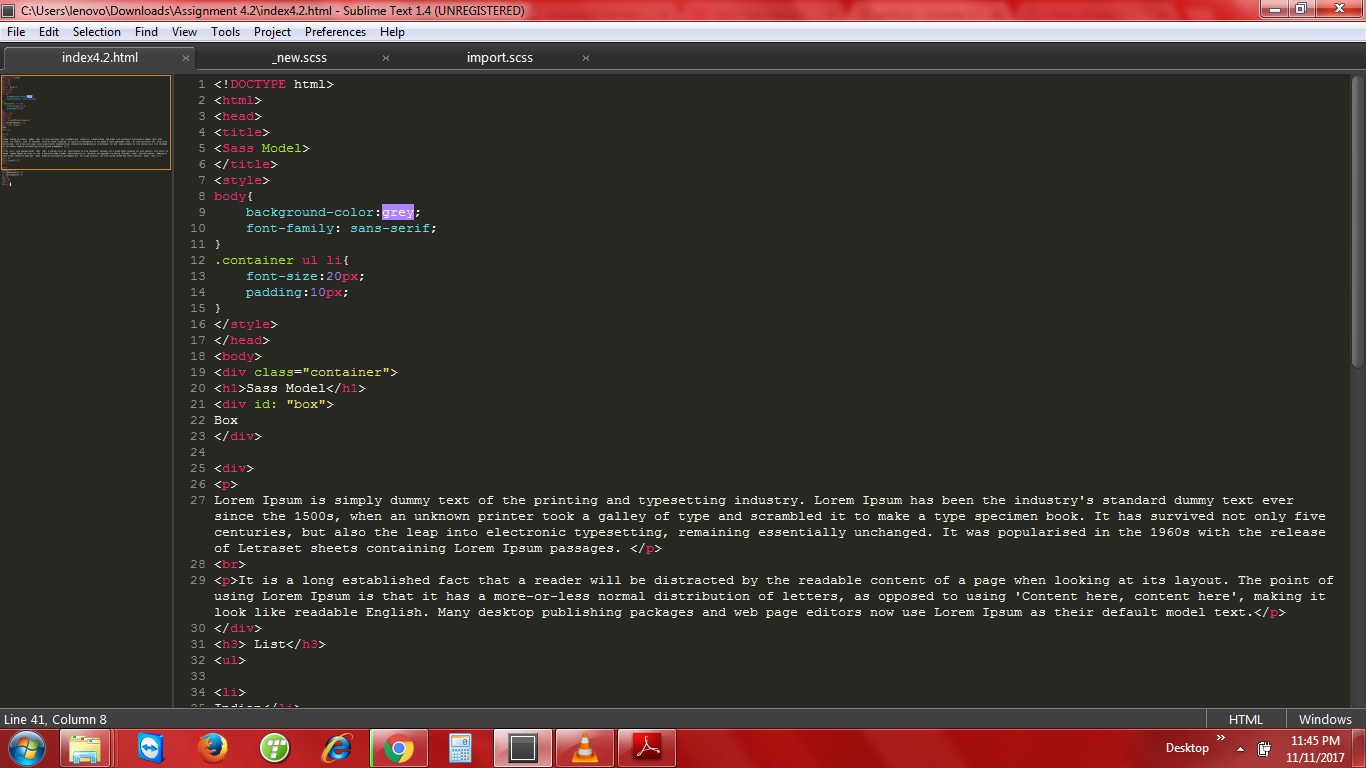 C:\Users\lenovo\Downloads\Assignment 4.2\index4.2.html - Sublime Text 1.4 (UNREGISTERED)
File Edit Selection Find View Tools Project Preferences Help
index4.2.html × _new.scss × import.scss ×
1 <!DOCTYPE html>
2 <html>
3 <head>
4 <title>
5 <Sass Model>
6 </title>
7 <style>
8 body{
9 background-color:grey;
10 font-family: sans-serif;
11 }
12 .container ul li{
13 font-size:20px;
14 padding:10px;
15 }
16 </style>
17 </head>
18 <body>
19 <div class="container">
20 <h1>Sass Model</h1>
21 <div id: "box">
22 Box
23 </div>
24
25 <div>
26 <p>
27 Lorem Ipsum is simply dummy text of the printing and typesetting industry. Lorem Ipsum has been the industry's standard dummy text ever
since the 1500s, when an unknown printer took a galley of type and scrambled it to make a type specimen book. It has survived not only five
centuries, but also the leap into electronic typesetting, remaining essentially unchanged. It was popularised in the 1960s with the release
of Letraset sheets containing Lorem Ipsum passages. </p>
28 <br>
29 <p>It is a long established fact that a reader will be distracted by the readable content of a page when looking at its layout. The point of
using Lorem Ipsum is that it has a more-or-less normal distribution of letters, as opposed to using 'Content here, content here', making it
look like readable English. Many desktop publishing packages and web page editors now use Lorem Ipsum as their default model text.</p>
30 </div>
31 <h3> List</h3>
32 <ul>
33
34 <li>
Line 41, Column 8 HTML Windows
Desktop 11:45 PM
11/11/2017